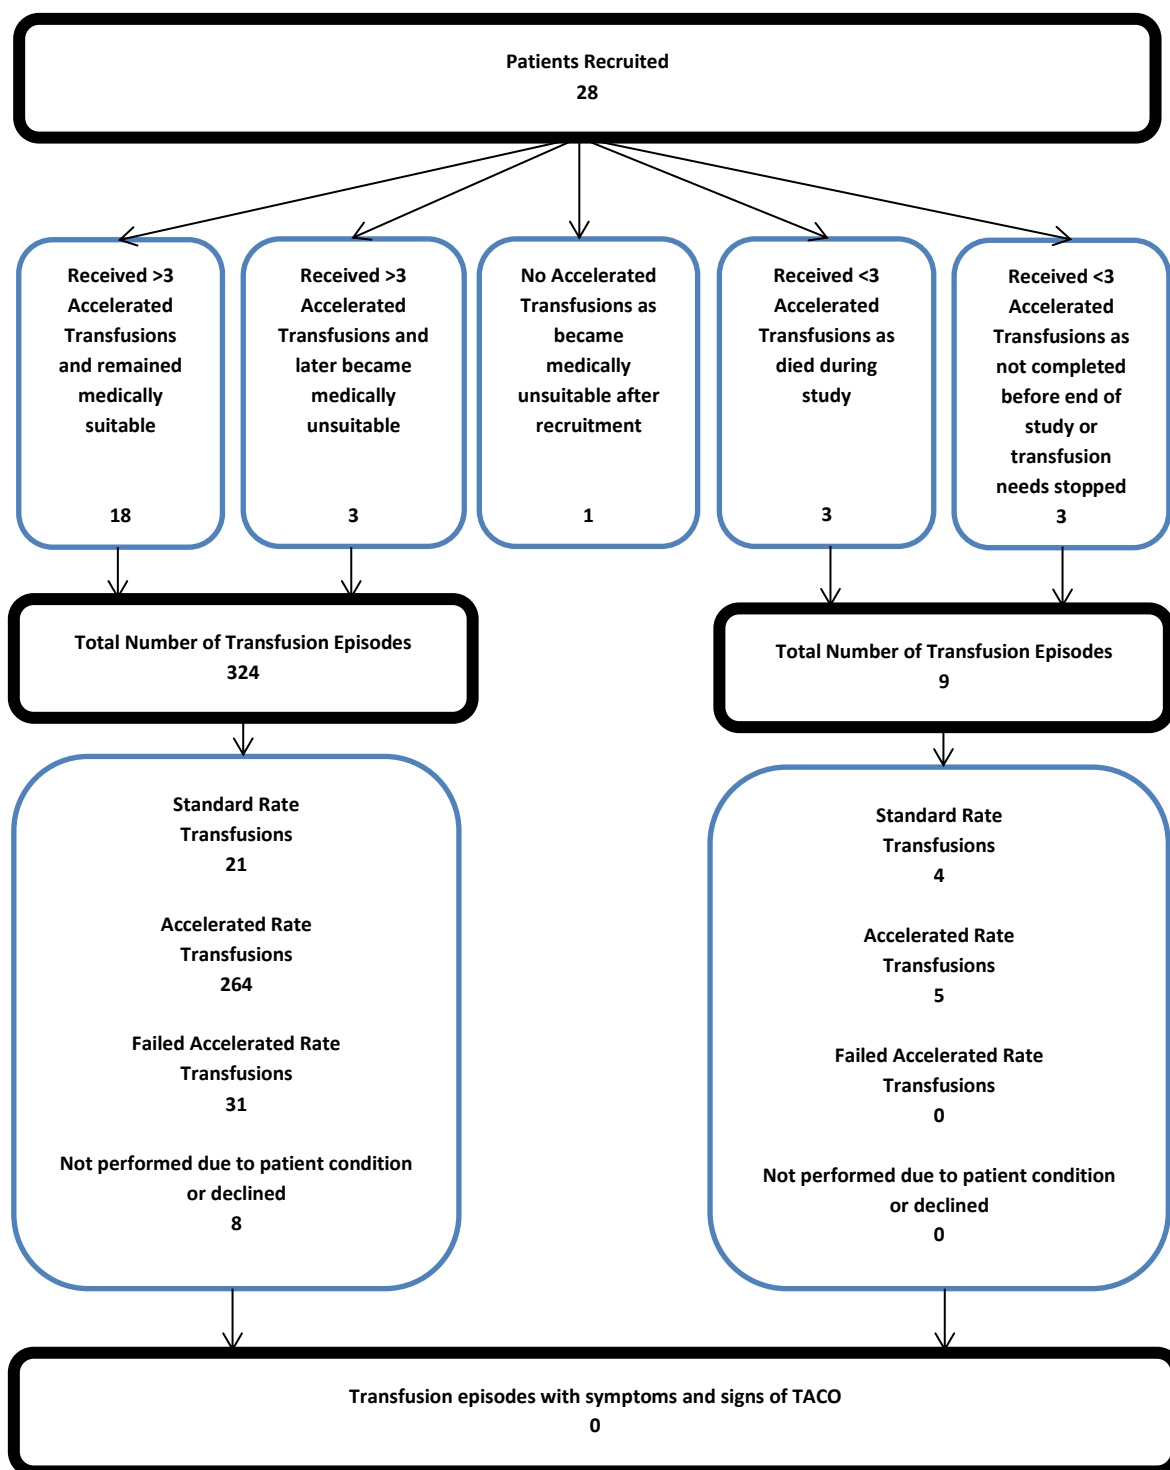 Patients Recruited
28
Received >3
Accelerated
Transfusions
and remained
medically
suitable
18
Received >3
Accelerated
Transfusions and
later became
medically
unsuitable
3
No Accelerated
Transfusions as
became
medically
unsuitable after
recruitment
1
Received <3
Accelerated
Transfusions as
died during
study
3
Received <3
Accelerated
Transfusions as
not completed
before end of
study or
transfusion
needs stopped
3
Total Number of Transfusion Episodes
324
Total Number of Transfusion Episodes
9
Standard Rate
Transfusions
21
Accelerated Rate
Transfusions
264
Failed Accelerated Rate
Transfusions
31
Not performed due to patient condition
or declined
8
Standard Rate
Transfusions
4
Accelerated Rate
Transfusions
5
Failed Accelerated Rate
Transfusions
0
Not performed due to patient condition
or declined
0
Transfusion episodes with symptoms and signs of TACO
0